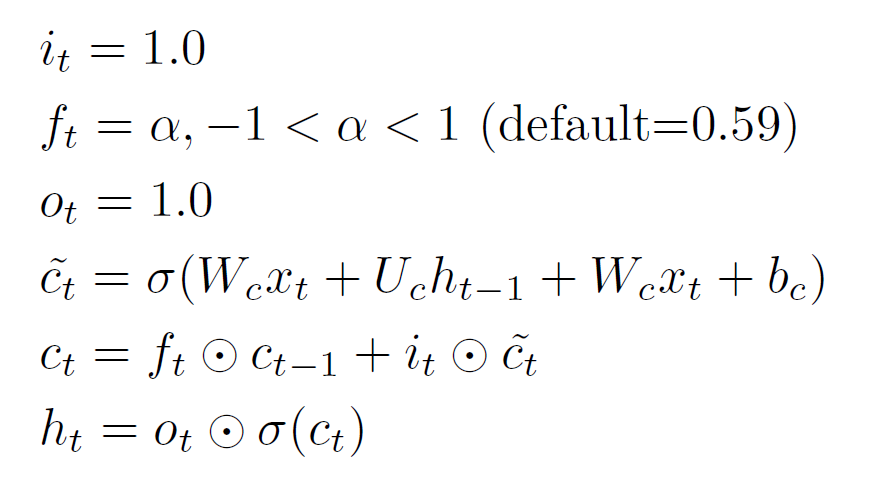 i_t = 1.0
f_t = α, −1 < α < 1 (default=0.59)
o_t = 1.0
c̃_t = σ(W_c x_t + U_c h_{t−1} + W_c x_t + b_c)
c_t = f_t ⊙ c_{t−1} + i_t ⊙ c̃_t
h_t = o_t ⊙ σ(c_t)